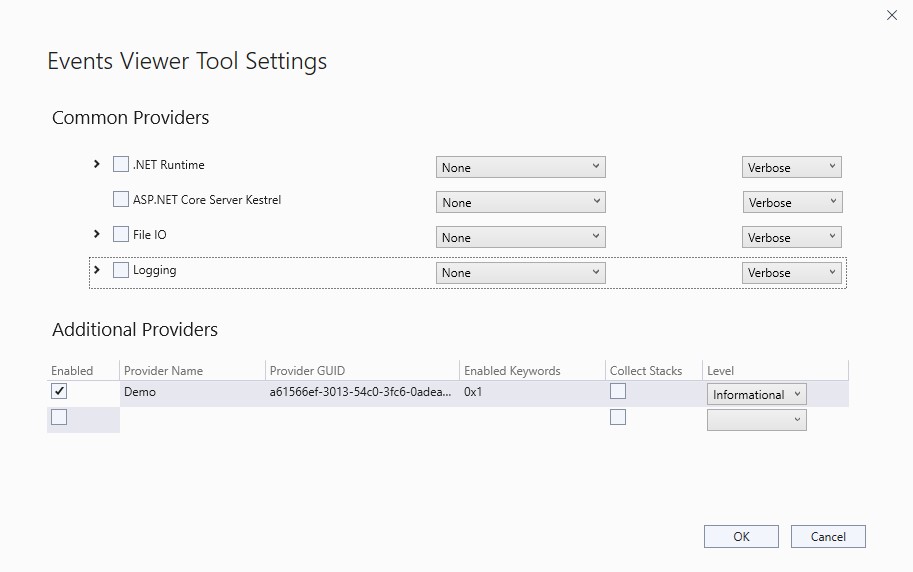 Events Viewer Tool Settings
Common Providers
.NET Runtime None Verbose
ASP.NET Core Server Kestrel None Verbose
File IO None Verbose
Logging None Verbose
Additional Providers
Enabled Provider Name Provider GUID Enabled Keywords Collect Stacks Level
Demo a61566ef-3013-54c0-3fc6-0adea... 0x1 Informational
OK Cancel